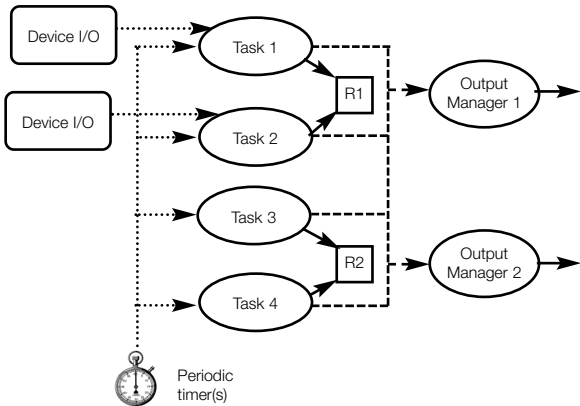 Device I/O
Task 1
R1
Output
Manager 1
Device I/O
Task 2
Task 3
R2
Output
Manager 2
Task 4
Periodic
timer(s)